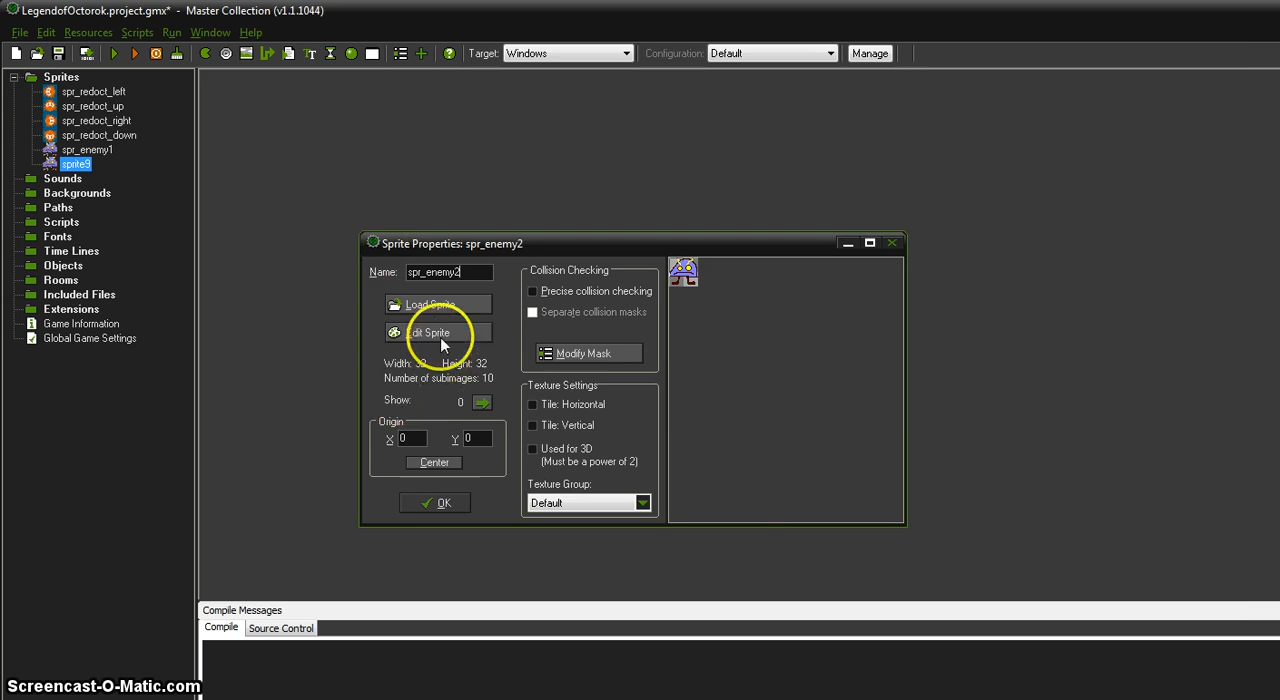 LegendofOctorok.project.gmx* - Master Collection (v1.1.1044)
File Edit Resources Scripts Run Window Help
Target: Windows Configuration: Default Manage
Sprites
spr_redoct_left
spr_redoct_up
spr_redoct_right
spr_redoct_down
spr_enemy1
sprite9
Sounds
Backgrounds
Paths
Scripts
Fonts
Time Lines
Objects
Rooms
Included Files
Extensions
Game Information
Global Game Settings
Sprite Properties: spr_enemy2
Name: spr_enemy2
Load Sprite
Edit Sprite
Width: 32 Height: 32
Number of subimages: 10
Show: 0
Origin
X 0 Y 0
Center
OK
Collision Checking
Precise collision checking
Separate collision masks
Modify Mask
Texture Settings
Tile: Horizontal
Tile: Vertical
Used for 3D
(Must be a power of 2)
Texture Group:
Default
Compile Messages
Compile Source Control
Screencast-O-Matic.com